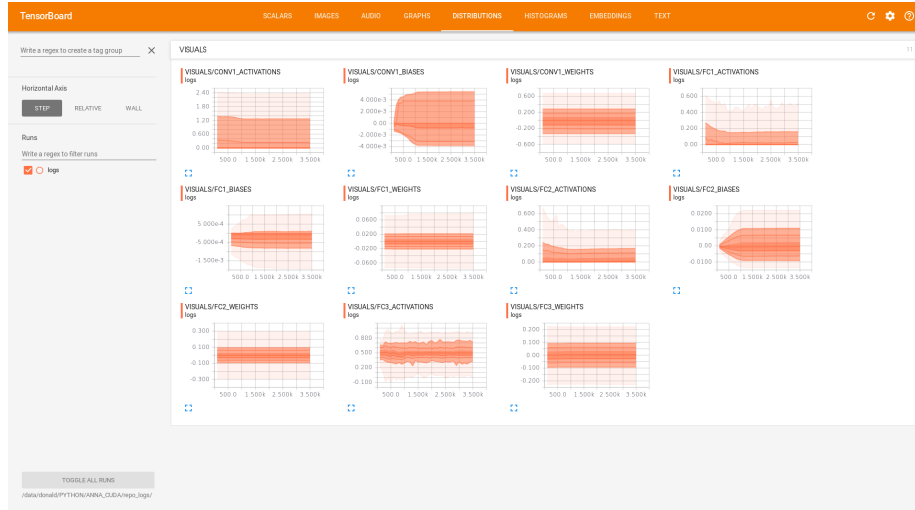 TensorBoard
SCALARS IMAGES AUDIO GRAPHS DISTRIBUTIONS HISTOGRAMS EMBEDDINGS TEXT
Write a regex to create a tag group
Horizontal Axis
STEP RELATIVE WALL
Runs
Write a regex to filter runs
logs
TOGGLE ALL RUNS
/data/donald/PYTHON/ANNA_CUDA/repo_logs/
VISUALS 11
VISUALS/CONV1_ACTIVATIONS
logs
2.40
1.80
1.20
0.600
0.00
500.0 1.500k 2.500k 3.500k
VISUALS/CONV1_BIASES
logs
4.000e-3
2.000e-3
0.00
-2.000e-3
-4.000e-3
500.0 1.500k 2.500k 3.500k
VISUALS/CONV1_WEIGHTS
logs
0.600
0.200
-0.200
-0.600
500.0 1.500k 2.500k 3.500k
VISUALS/FC1_ACTIVATIONS
logs
0.600
0.400
0.200
0.00
500.0 1.500k 2.500k 3.500k
VISUALS/FC1_BIASES
logs
5.000e-4
-5.000e-4
-1.500e-3
500.0 1.500k 2.500k 3.500k
VISUALS/FC1_WEIGHTS
logs
0.0600
0.0200
-0.0200
-0.0600
500.0 1.500k 2.500k 3.500k
VISUALS/FC2_ACTIVATIONS
logs
0.600
0.400
0.200
0.00
500.0 1.500k 2.500k 3.500k
VISUALS/FC2_BIASES
logs
0.0200
0.0100
0.00
-0.0100
500.0 1.500k 2.500k 3.500k
VISUALS/FC2_WEIGHTS
logs
0.300
0.100
-0.100
-0.300
500.0 1.500k 2.500k 3.500k
VISUALS/FC3_ACTIVATIONS
logs
0.800
0.500
0.200
-0.100
500.0 1.500k 2.500k 3.500k
VISUALS/FC3_WEIGHTS
logs
0.200
0.100
0.00
-0.100
-0.200
500.0 1.500k 2.500k 3.500k